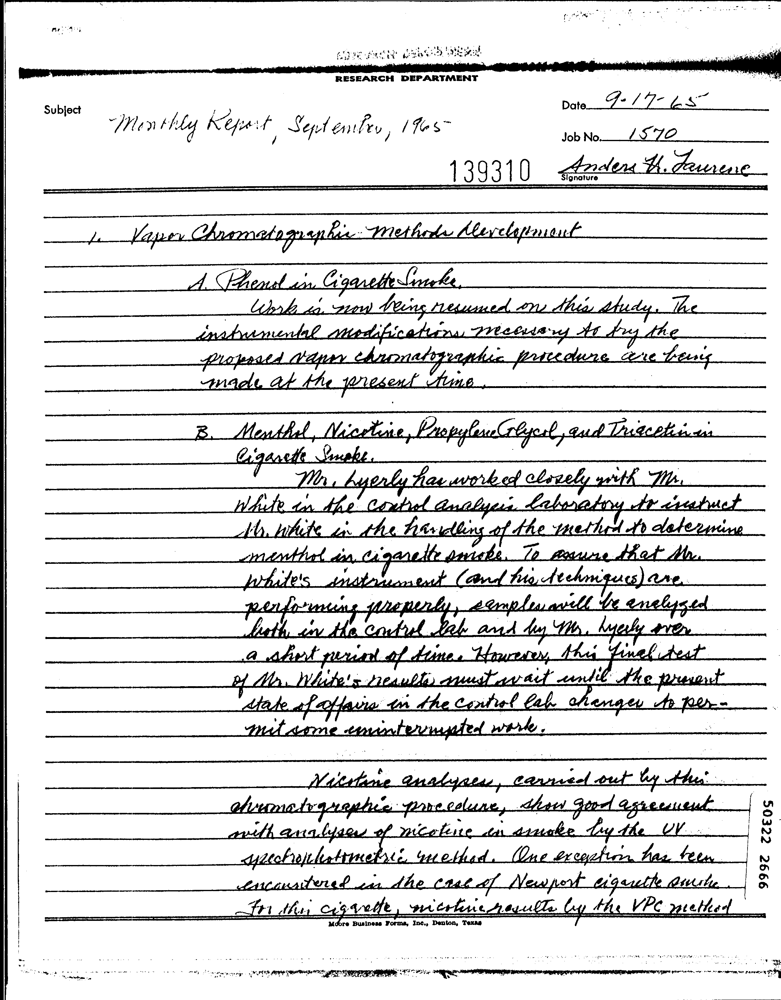 RESEARCH DEPARTMENT
Subject
Monthly Report, September, 1965
Date 9-17-65
Job No. 1570
139310
Anders H. Laurene
Signature
1. Vapor Chromatographic Methods Development
A. Phenol in Cigarette Smoke.
Work is now being resumed on this study. The
instrumental modifications necessary to try the
proposed vapor chromatographic procedure are being
made at the present time.
B. Menthol, Nicotine, Propylene Glycol, and Triacetin in
Cigarette Smoke.
Mr. Lyerly has worked closely with Mr.
White in the control analysis laboratory to instruct
Mr. White in the handling of the method to determine
menthol in cigarette smoke. To assure that Mr.
White's instrument (and his techniques) are
performing properly, samples will be analyzed
both in the control lab and by Mr. Lyerly over
a short period of time. However, this final test
of Mr. White's results must wait until the present
state of affairs in the control lab changes to per-
mit some uninterrupted work.
Nicotine analyses, carried out by this
chromatographic procedure, show good agreement
with analyses of nicotine in smoke by the UV
spectrophotometric method. One exception has been
encountered in the case of Newport cigarette smoke.
For this cigarette, nicotine results by the VPC method
50322 2666
Moore Business Forms, Inc., Denton, Texas